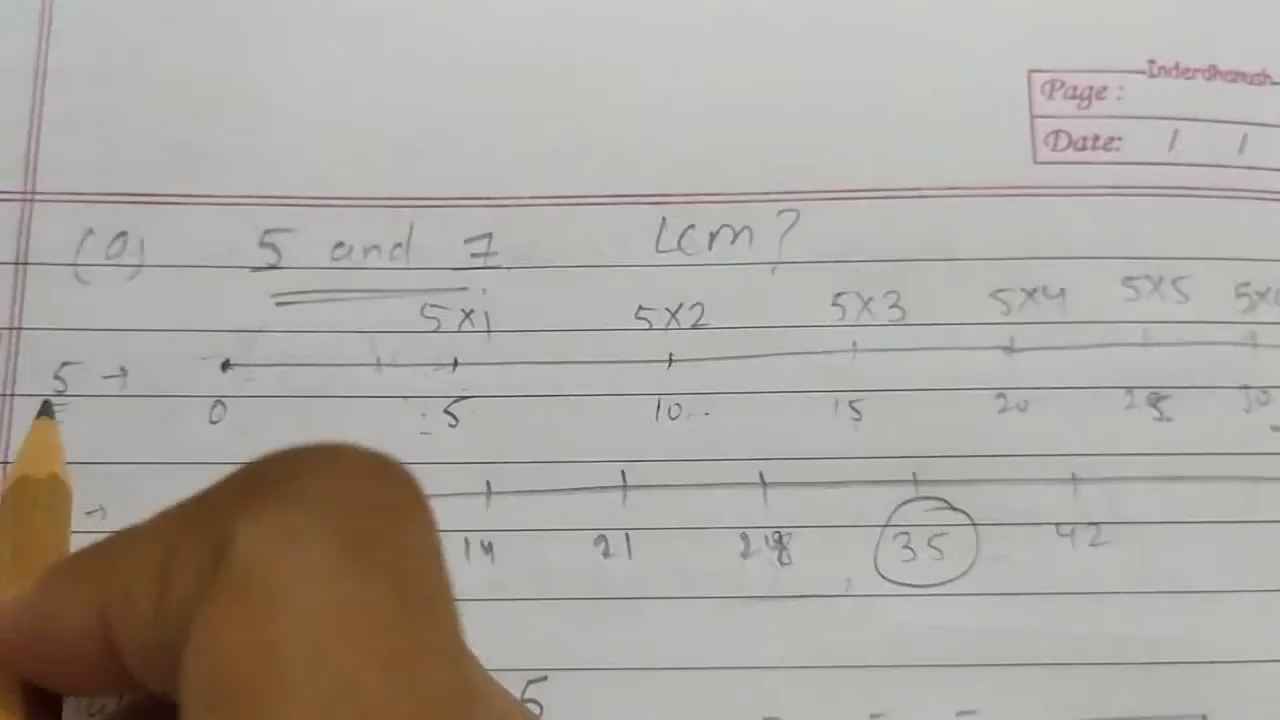 Inderdhanush
Page :
Date: / /
(a) 5 and 7 Lcm?
5x1 5x2 5x3 5x4 5x5
5 →
0 5 10 15 20 25 30
→
14 21 28 35 42